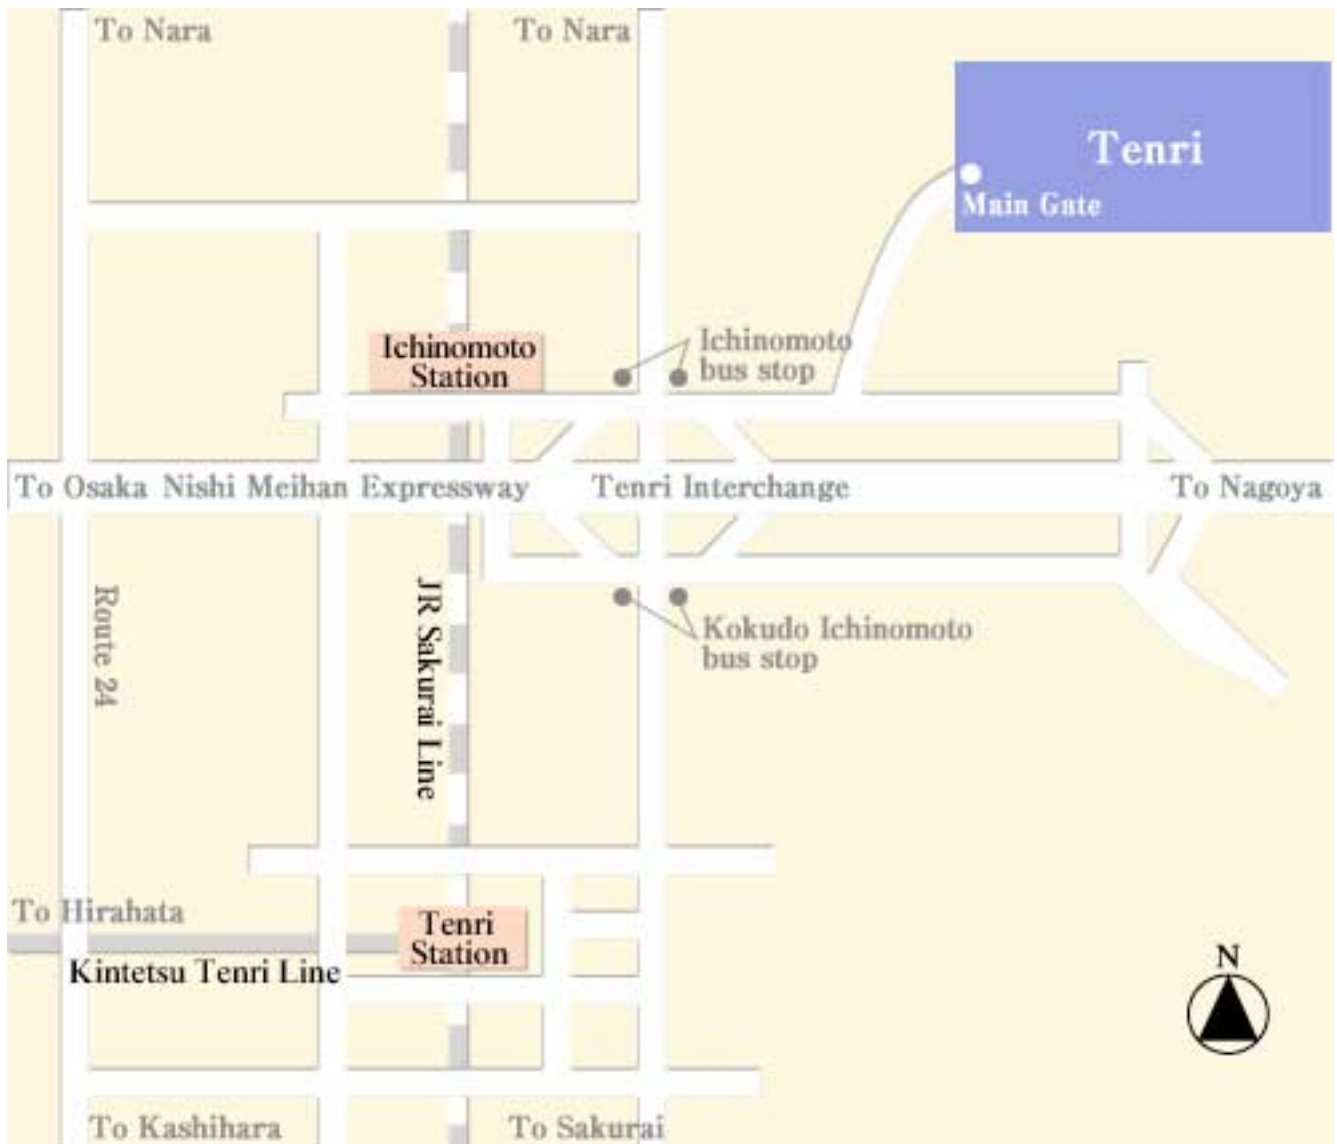 To Nara
To Nara
Tenri
Main Gate
Ichinomoto
Station
Ichinomoto
bus stop
To Osaka
Nishi Meihan Expressway
Tenri Interchange
To Nagoya
Route 24
JR Sakurai Line
Kokudo Ichinomoto
bus stop
To Hirahata
Tenri
Station
Kintetsu Tenri Line
N
To Kashihara
To Sakurai